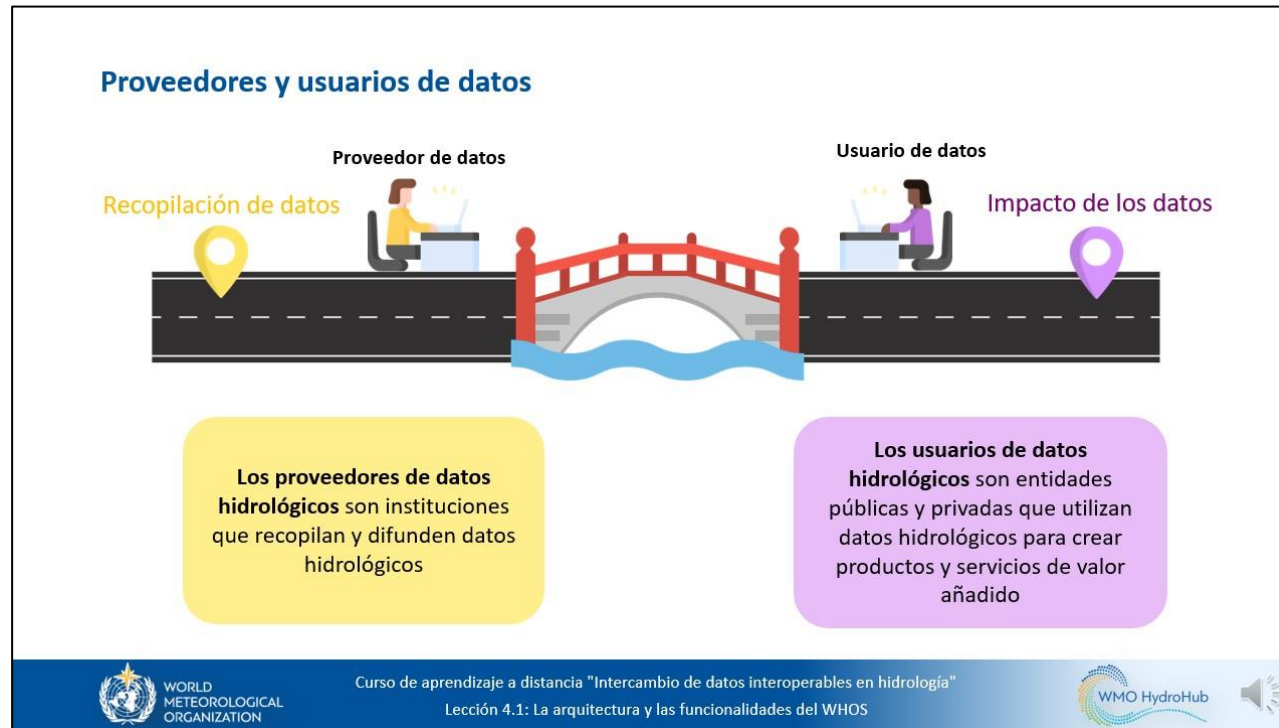 Proveedores y usuarios de datos
Proveedor de datos
Usuario de datos
Recopilación de datos
Impacto de los datos
Los proveedores de datos
hidrológicos son instituciones
que recopilan y difunden datos
hidrológicos
Los usuarios de datos
hidrológicos son entidades
públicas y privadas que utilizan
datos hidrológicos para crear
productos y servicios de valor
añadido
WORLD
METEOROLOGICAL
ORGANIZATION
Curso de aprendizaje a distancia "Intercambio de datos interoperables en hidrología"
Lección 4.1: La arquitectura y las funcionalidades del WHOS
WMO HydroHub